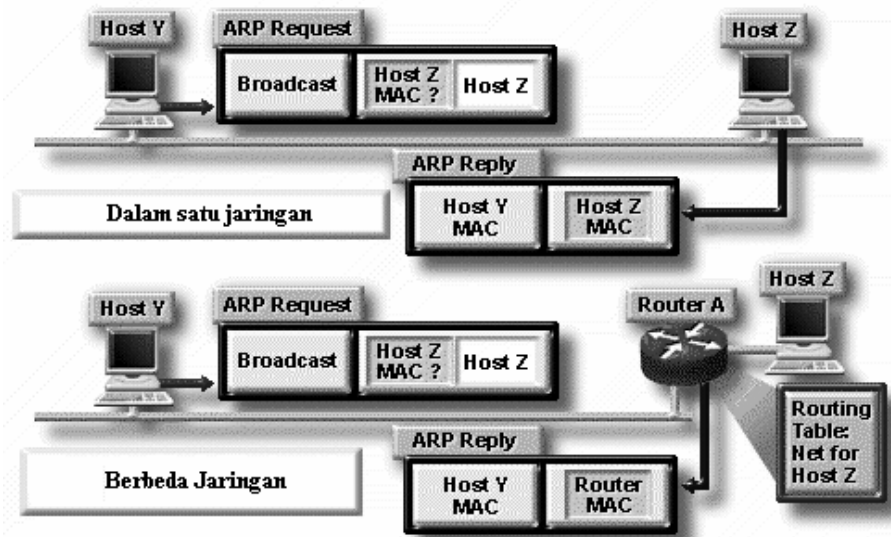 Host Y
ARP Request
Host Z
Broadcast
Host Z
MAC ?
Host Z
ARP Reply
Dalam satu jaringan
Host Y
MAC
Host Z
MAC
Host Y
ARP Request
Router A
Host Z
Broadcast
Host Z
MAC ?
Host Z
Routing
Table:
Net for
Host Z
ARP Reply
Berbeda Jaringan
Host Y
MAC
Router
MAC